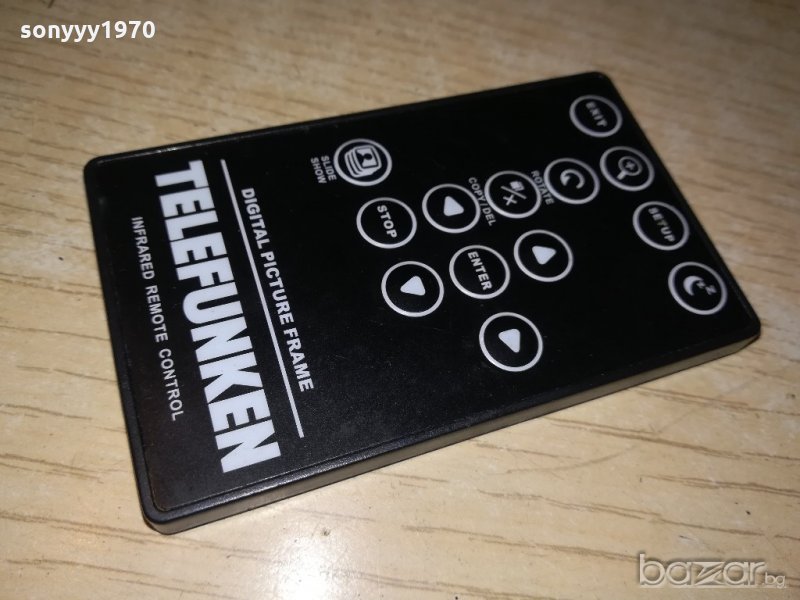 sonyyy1970
EXIT
SETUP
ROTATE
COPY/DEL
SLIDE
SHOW
STOP
ENTER
DIGITAL PICTURE FRAME
TELEFUNKEN
INFRARED REMOTE CONTROL
bazar.bg